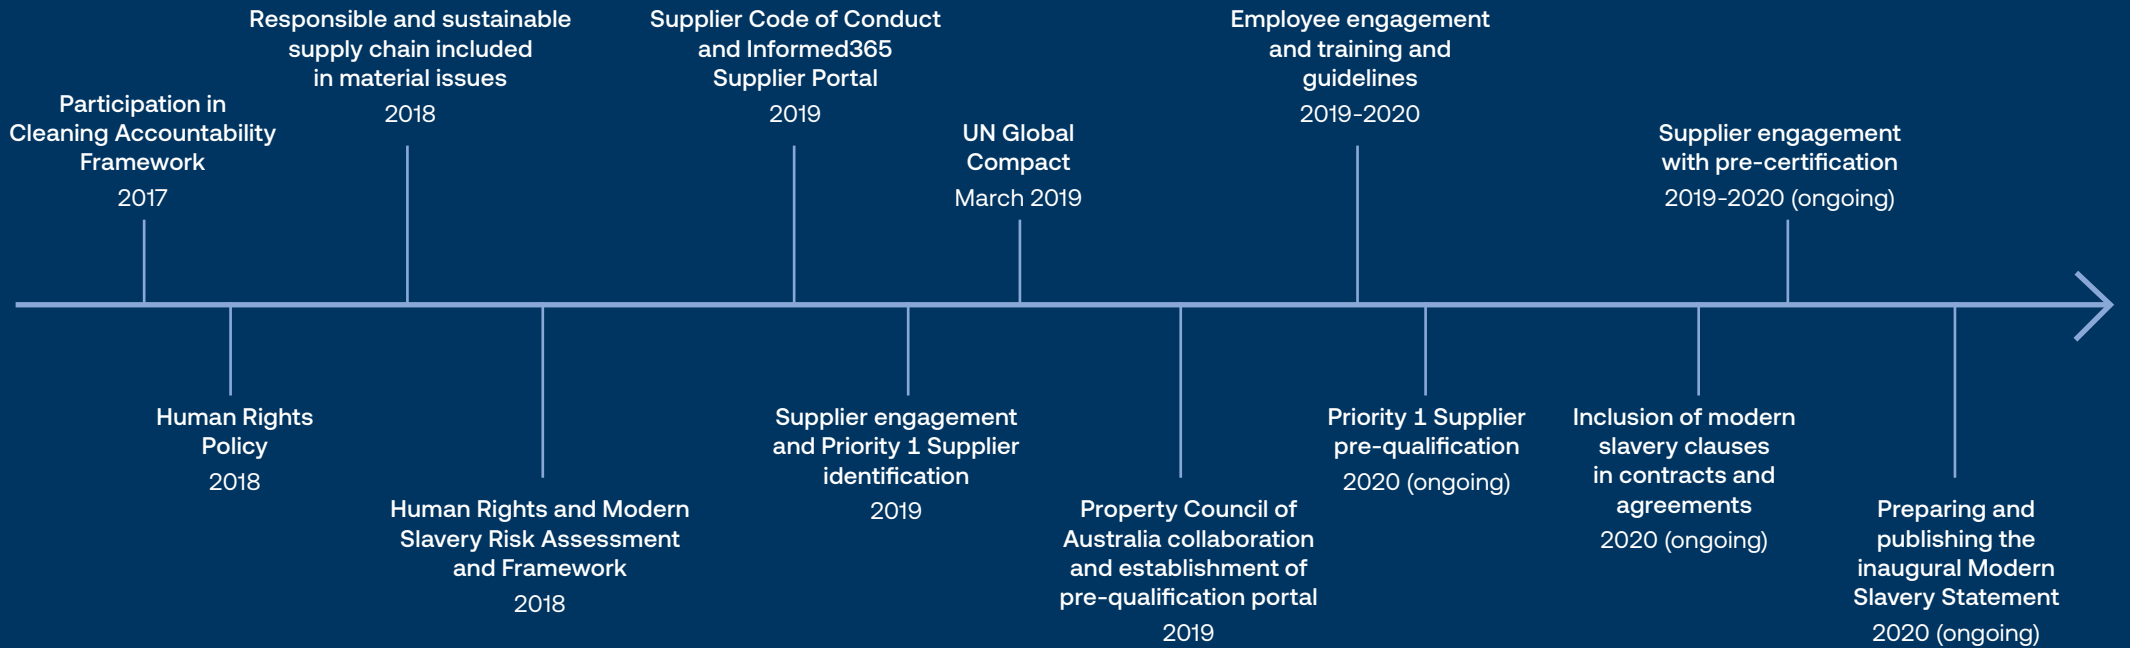 Participation in
Cleaning Accountability
Framework
2017
Human Rights
Policy
2018
Responsible and sustainable
supply chain included
in material issues
2018
Human Rights and Modern
Slavery Risk Assessment
and Framework
2018
Supplier Code of Conduct
and Informed365
Supplier Portal
2019
Supplier engagement
and Priority 1 Supplier
identification
2019
UN Global
Compact
March 2019
Property Council of
Australia collaboration
and establishment of
pre-qualification portal
2019
Employee engagement
and training and
guidelines
2019-2020
Priority 1 Supplier
pre-qualification
2020 (ongoing)
Inclusion of modern
slavery clauses
in contracts and
agreements
2020 (ongoing)
Supplier engagement
with pre-certification
2019-2020 (ongoing)
Preparing and
publishing the
inaugural Modern
Slavery Statement
2020 (ongoing)